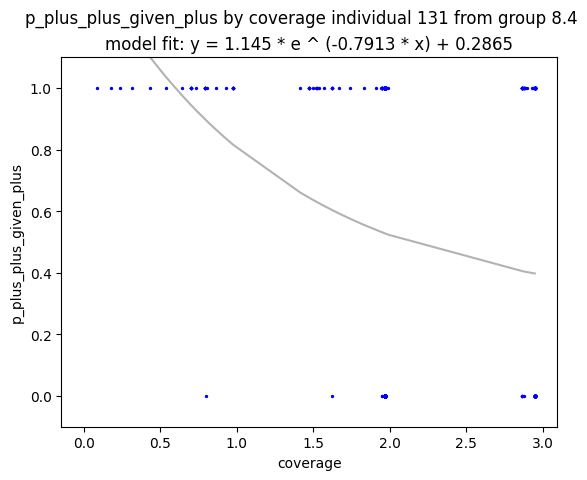 p_plus_plus_given_plus by coverage individual 131 from group 8.4
model fit: y = 1.145 * e ^ (-0.7913 * x) + 0.2865
1.0
0.8
0.6
0.4
0.2
0.0
p_plus_plus_given_plus
0.0 0.5 1.0 1.5 2.0 2.5 3.0
coverage